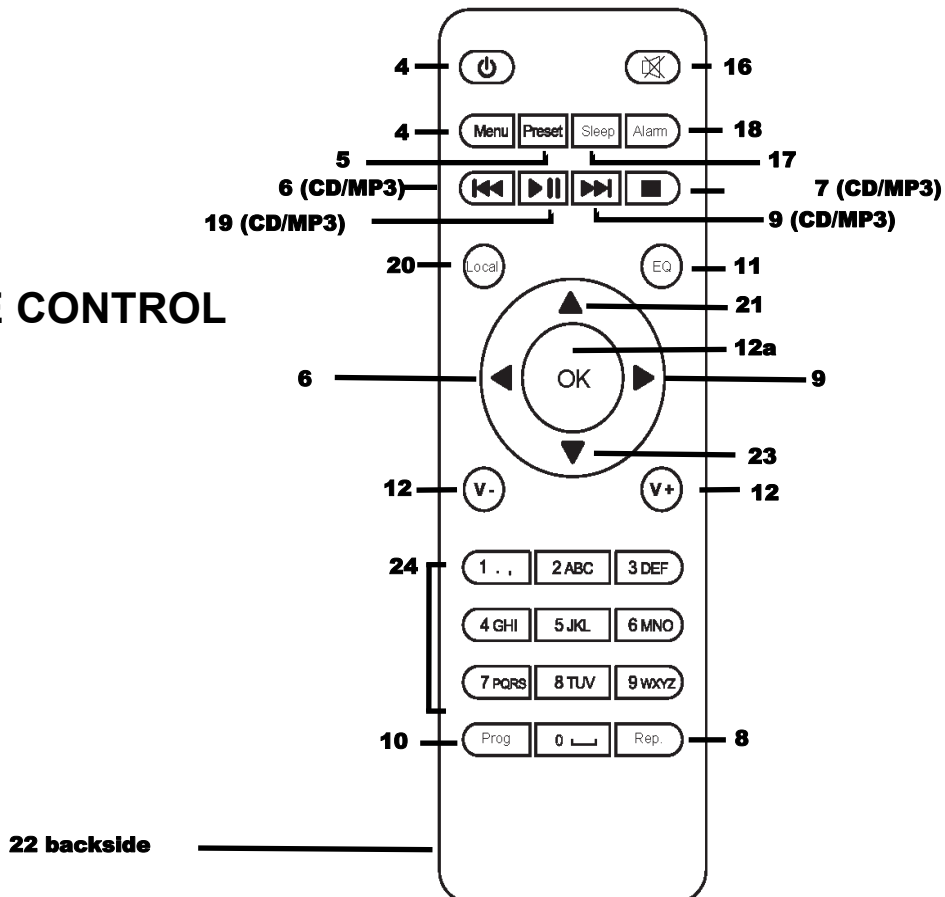 4 16
4 Menu Preset Sleep Alarm 18
5 17
6 (CD/MP3) 7 (CD/MP3)
19 (CD/MP3) 9 (CD/MP3)
20 Local EQ 11
E CONTROL 21
12a
6 OK 9
23
12 V - V + 12
24 1 . , 2 ABC 3 DEF
4 GHI 5 JKL 6 MNO
7 PQRS 8 TUV 9 WXYZ
10 Prog 0 Rep. 8
22 backside